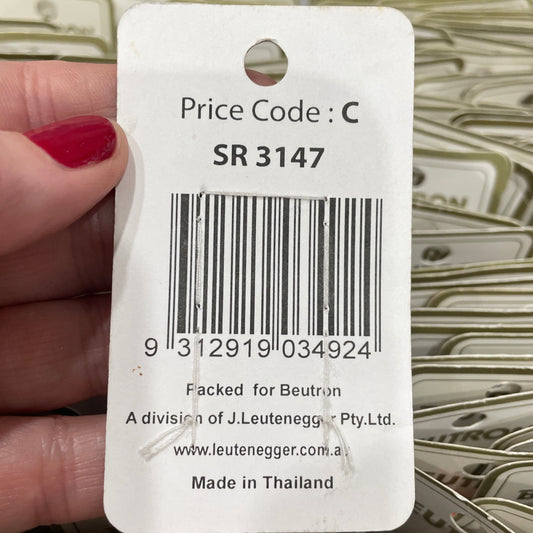 Price Code : C
SR 3147
9 312919 034924
Packed for Beutron
A division of J.Leutenegger Pty.Ltd.
www.leutenegger.com.au
Made in Thailand
BEUTRON